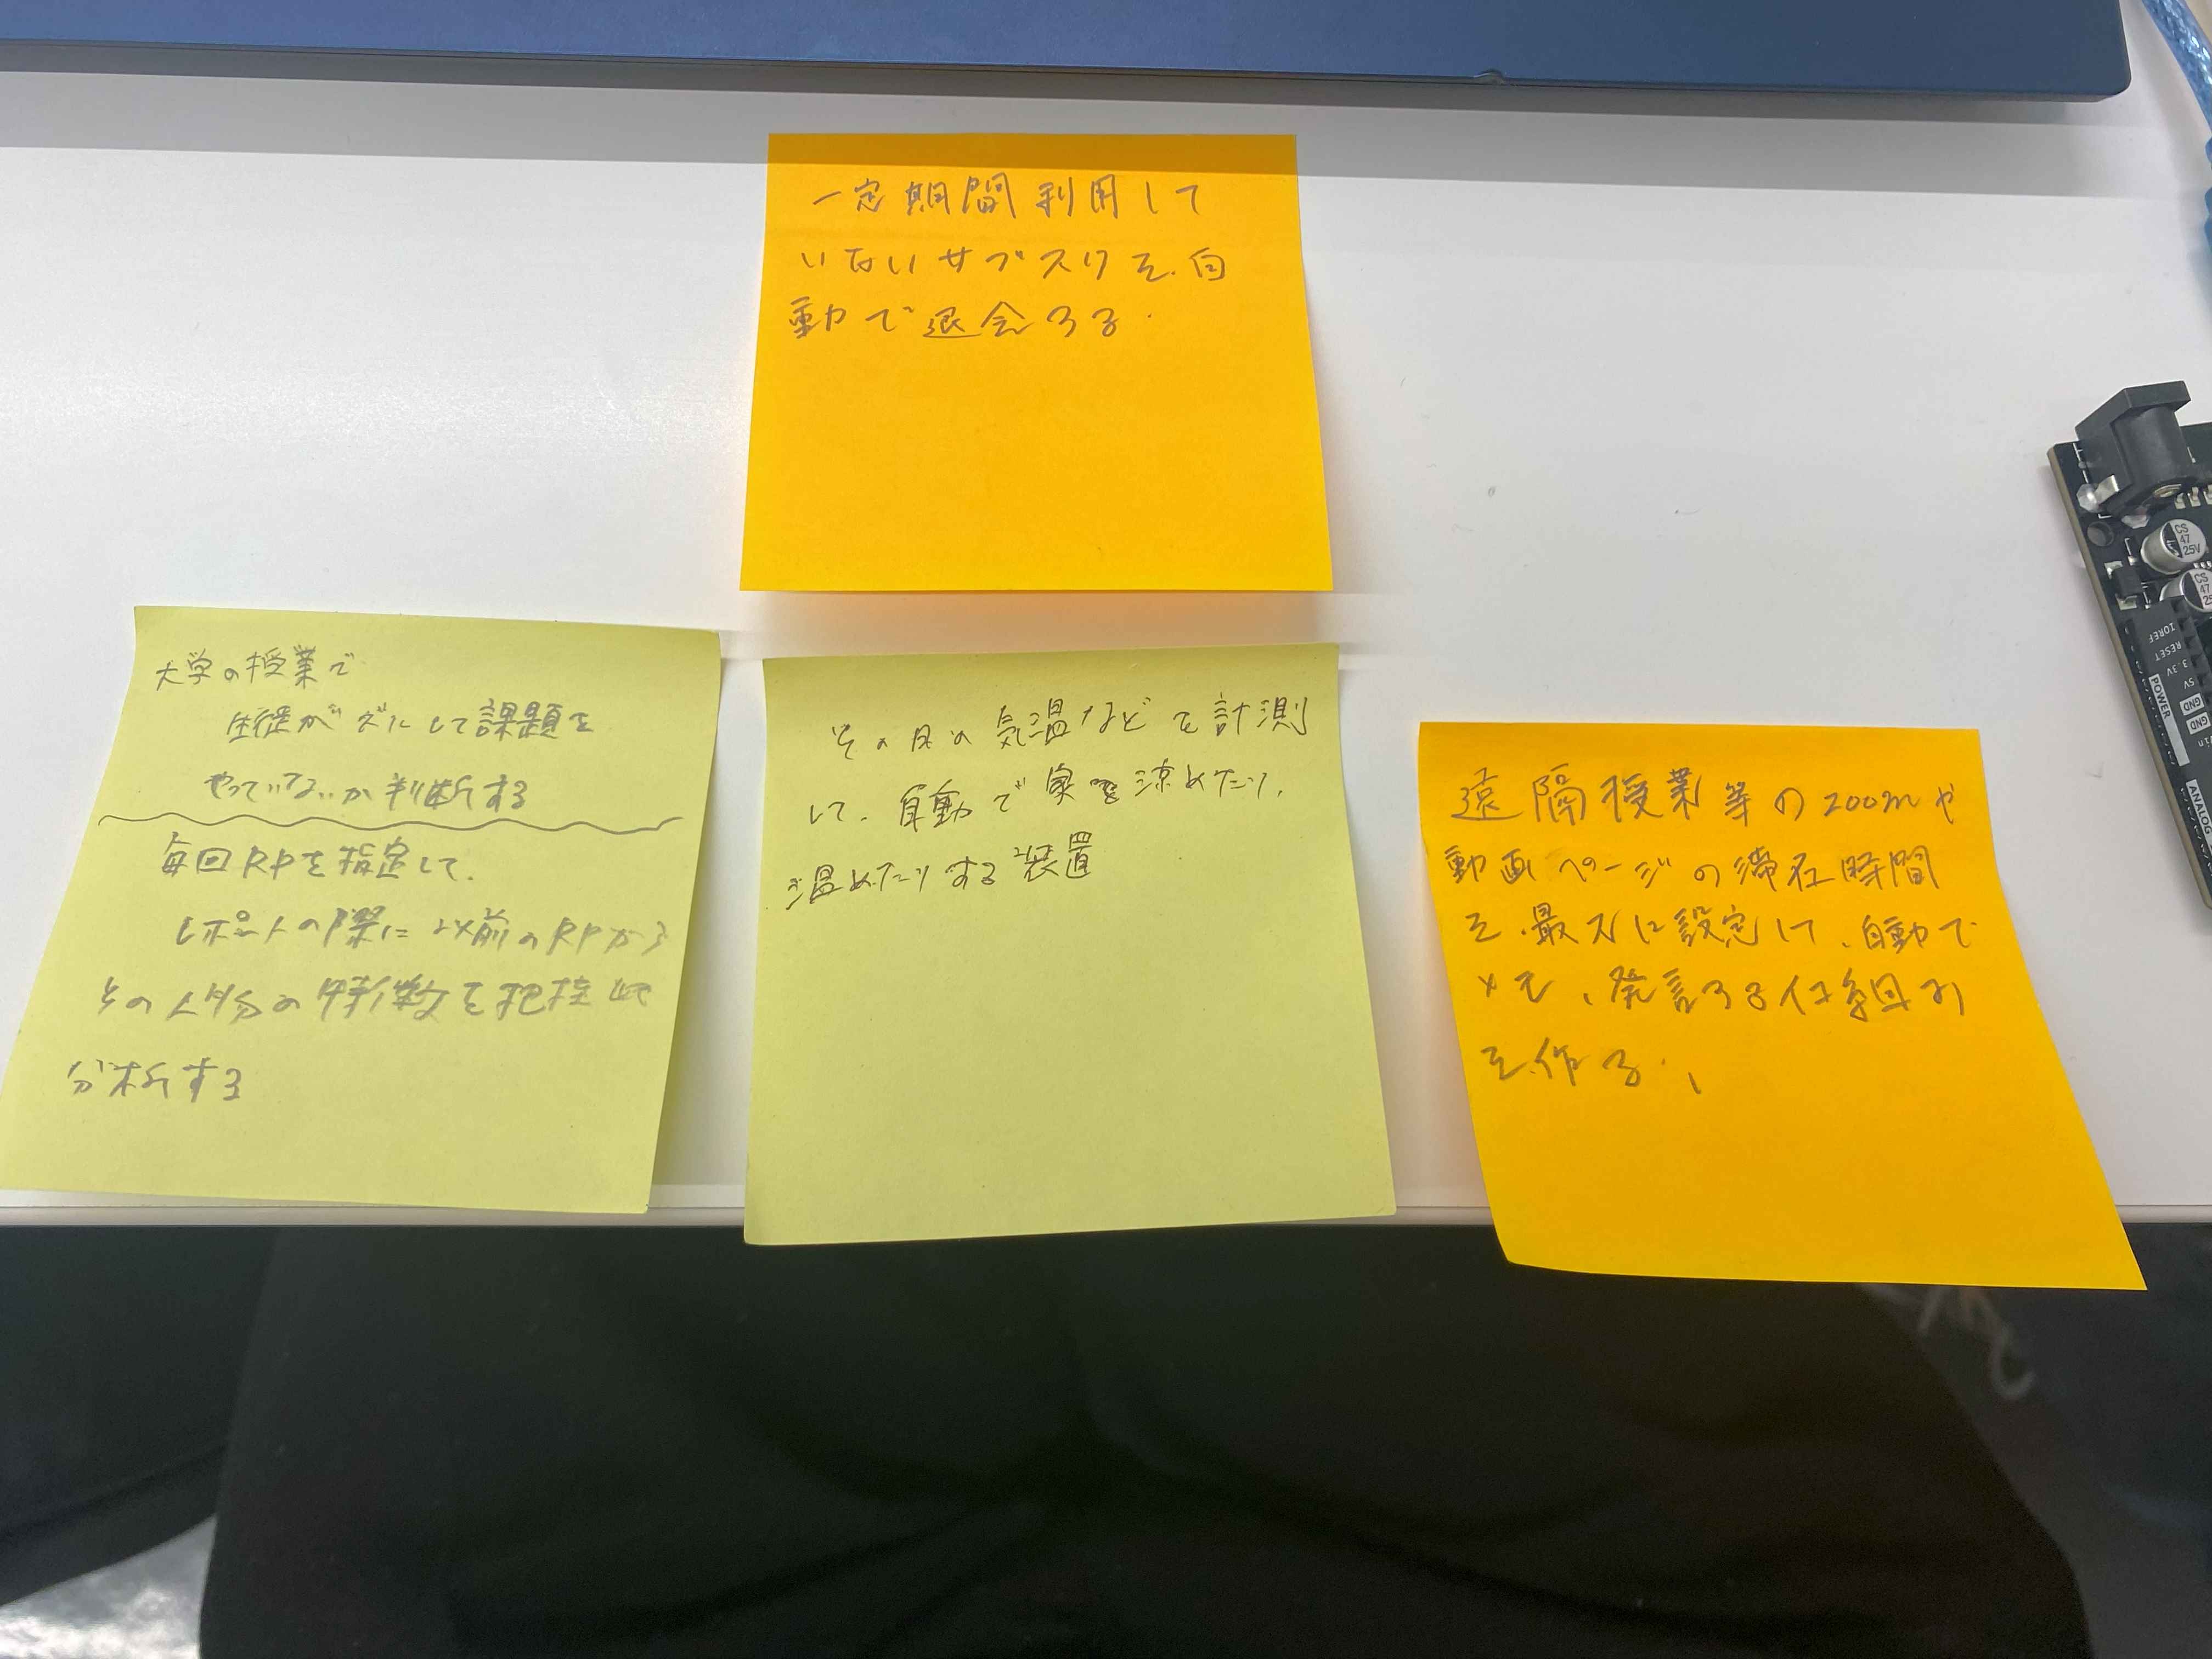 一定期間利用して
いないサブスクを、自
動で退会する.
大学の授業で
生徒がズルして課題を
やっていないか判断する
毎回RPを指定して、
レポートの際に以前のRPから
その人物の特徴を把握し
分析する
その日の気温などを計測
して、自動で家を涼めたり、
温めたりする装置
遠隔授業等のzoomや
動画ページの滞在時間
を、最大に設定して、自動で
メモ、発言する仕組み
を、作る、
CS
47
25V
CS
47
IOREF
RESET
3.3V
5V
GND
GND
Vin
POWER
ANALOG